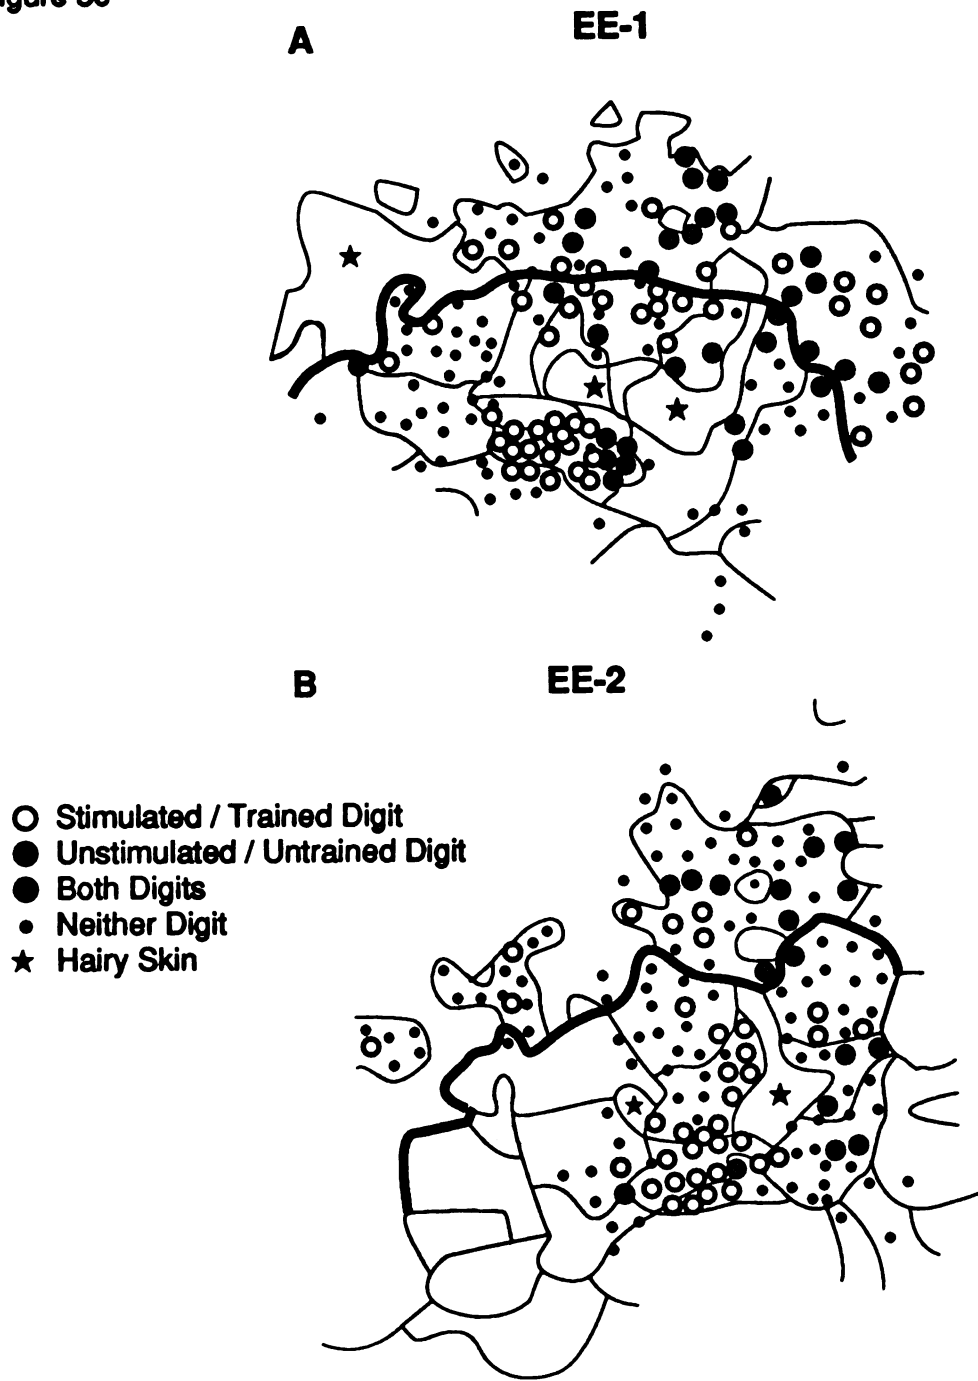 A
EE-1
B
EE-2
Stimulated / Trained Digit
Unstimulated / Untrained Digit
Both Digits
Neither Digit
Hairy Skin